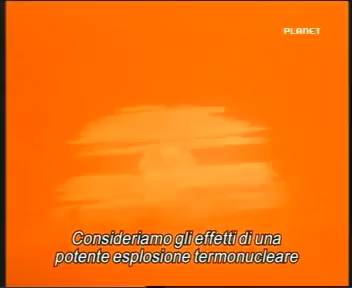 PLANET
Consideriamo gli effetti di una
potente esplosione termonucleare